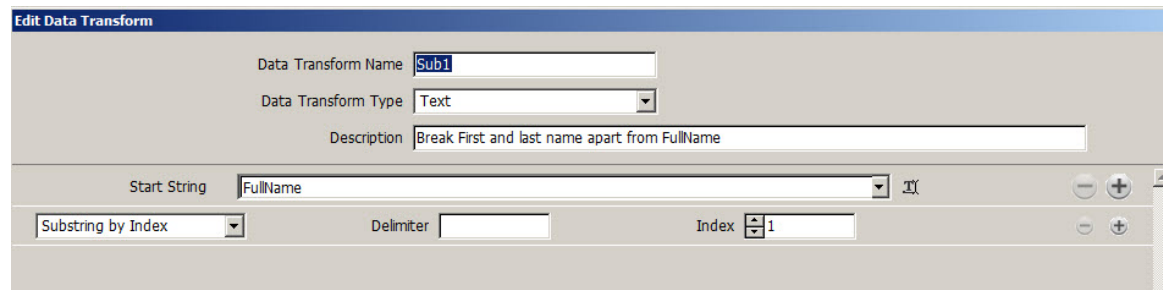 Edit Data Transform
Data Transform Name Sub1
Data Transform Type Text
Description Break First and last name apart from FullName
Start String FullName T
Substring by Index Delimiter Index 1